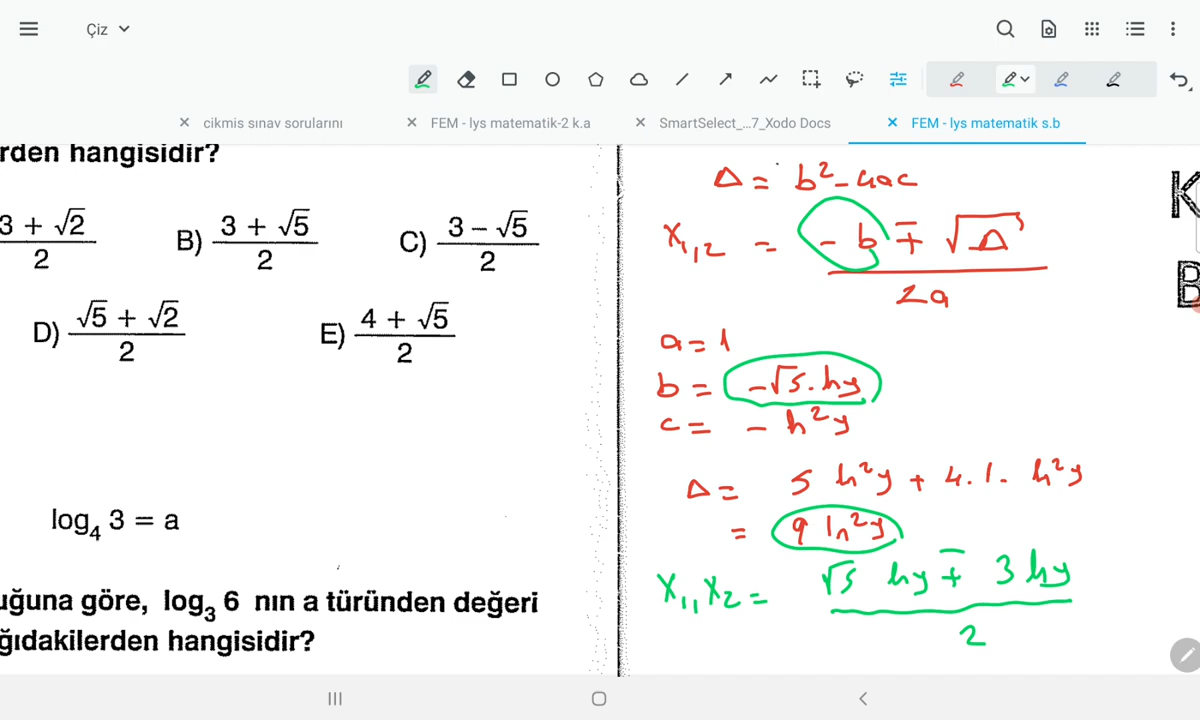 Çiz
cikmis sınav sorularını
FEM - lys matematik-2 k.a
SmartSelect_...7_Xodo Docs
FEM - lys matematik s.b
rden hangisidir?
3 + √2 / 2
B) 3 + √5 / 2
C) 3 − √5 / 2
D) √5 + √2 / 2
E) 4 + √5 / 2
log₄ 3 = a
uğuna göre, log₃ 6 nın a türünden değeri
ğıdakilerden hangisidir?
Δ = b² - 4ac
x₁,₂ = - b ∓ √Δ / 2a
a = 1
b = -√5 . lny
c = - ln²y
Δ = 5 ln²y + 4.1. ln²y
= 9 ln²y
x₁, x₂ = √5 lny ∓ 3 lny / 2
K
B